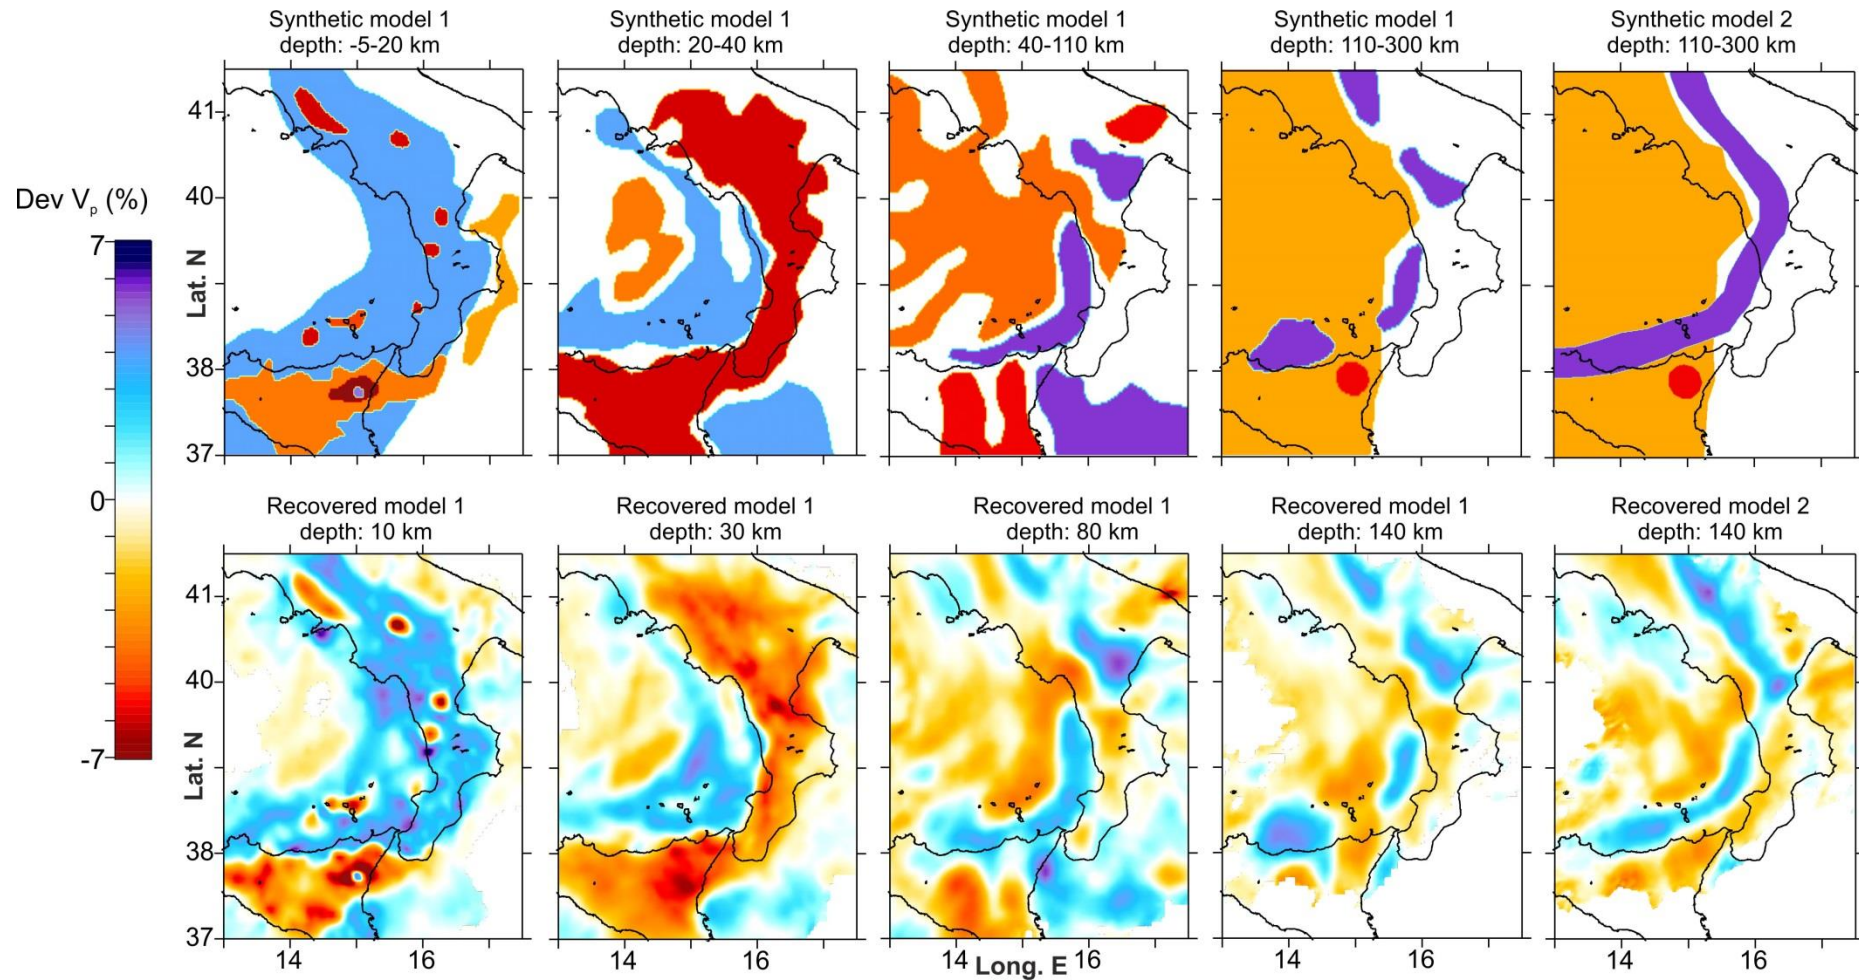 Synthetic model 1
depth: -5-20 km
Synthetic model 1
depth: 20-40 km
Synthetic model 1
depth: 40-110 km
Synthetic model 1
depth: 110-300 km
Synthetic model 2
depth: 110-300 km
Dev Vp (%)
7
0
-7
41
40
Lat. N
38
37
Recovered model 1
depth: 10 km
Recovered model 1
depth: 30 km
Recovered model 1
depth: 80 km
Recovered model 1
depth: 140 km
Recovered model 2
depth: 140 km
41
40
Lat. N
38
37
14 16
14 16
14 16
14 16
14 16
Long. E